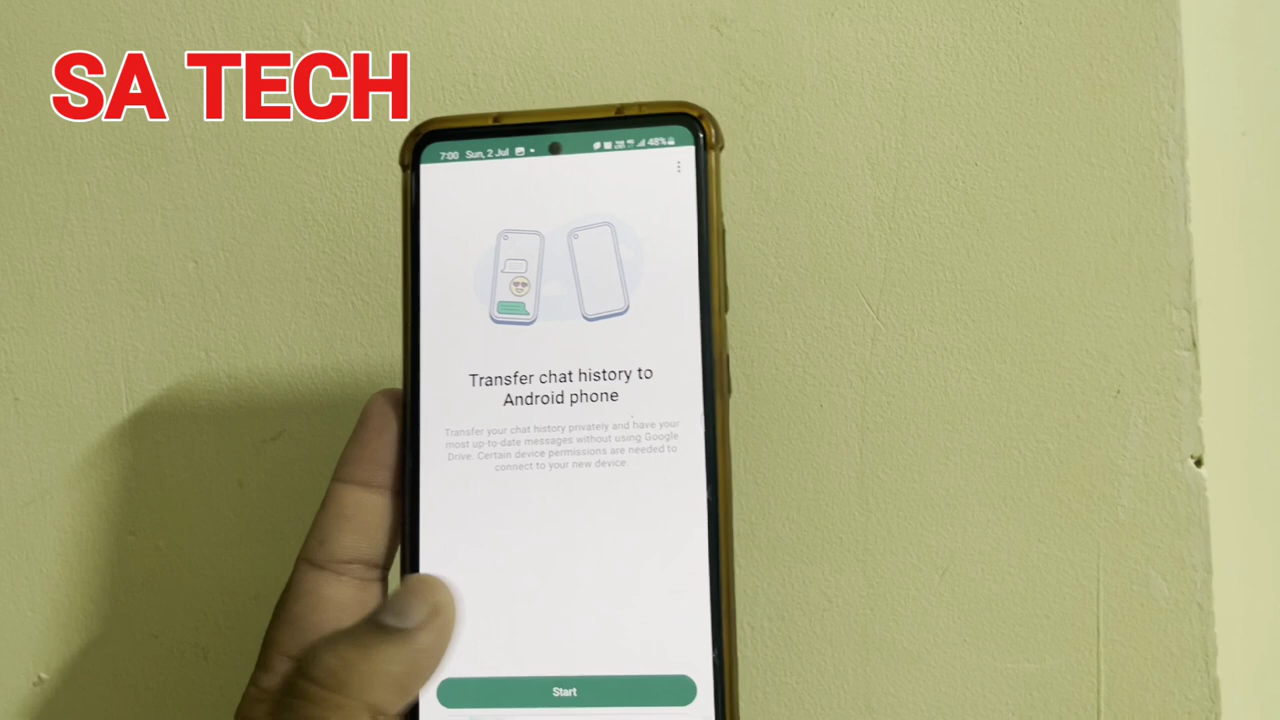 SA TECH
7:00 Sun, 2 Jul 48%
Transfer chat history to
Android phone
Transfer your chat history privately and have your
most up-to-date messages without using Google
Drive. Certain device permissions are needed to
connect to your new device.
Start